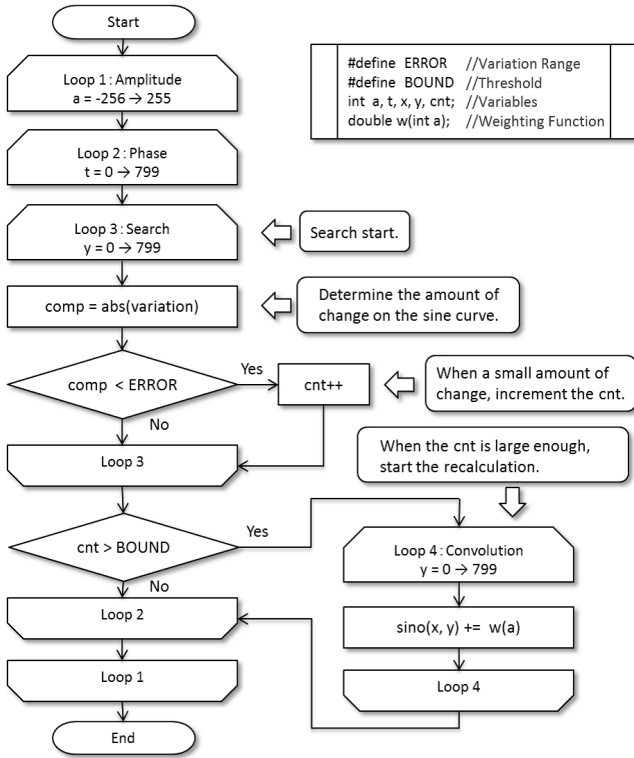 Start
Loop 1 : Amplitude
a = -256 → 255
#define ERROR //Variation Range
#define BOUND //Threshold
int a, t, x, y, cnt; //Variables
double w(int a); //Weighting Function
Loop 2 : Phase
t = 0 → 799
Loop 3 : Search
y = 0 → 799
Search start.
comp = abs(variation)
Determine the amount of
change on the sine curve.
comp < ERROR
Yes
cnt++
When a small amount of
change, increment the cnt.
No
Loop 3
When the cnt is large enough,
start the recalculation.
cnt > BOUND
Yes
Loop 4 : Convolution
y = 0 → 799
No
Loop 2
sino(x, y) += w(a)
Loop 1
Loop 4
End